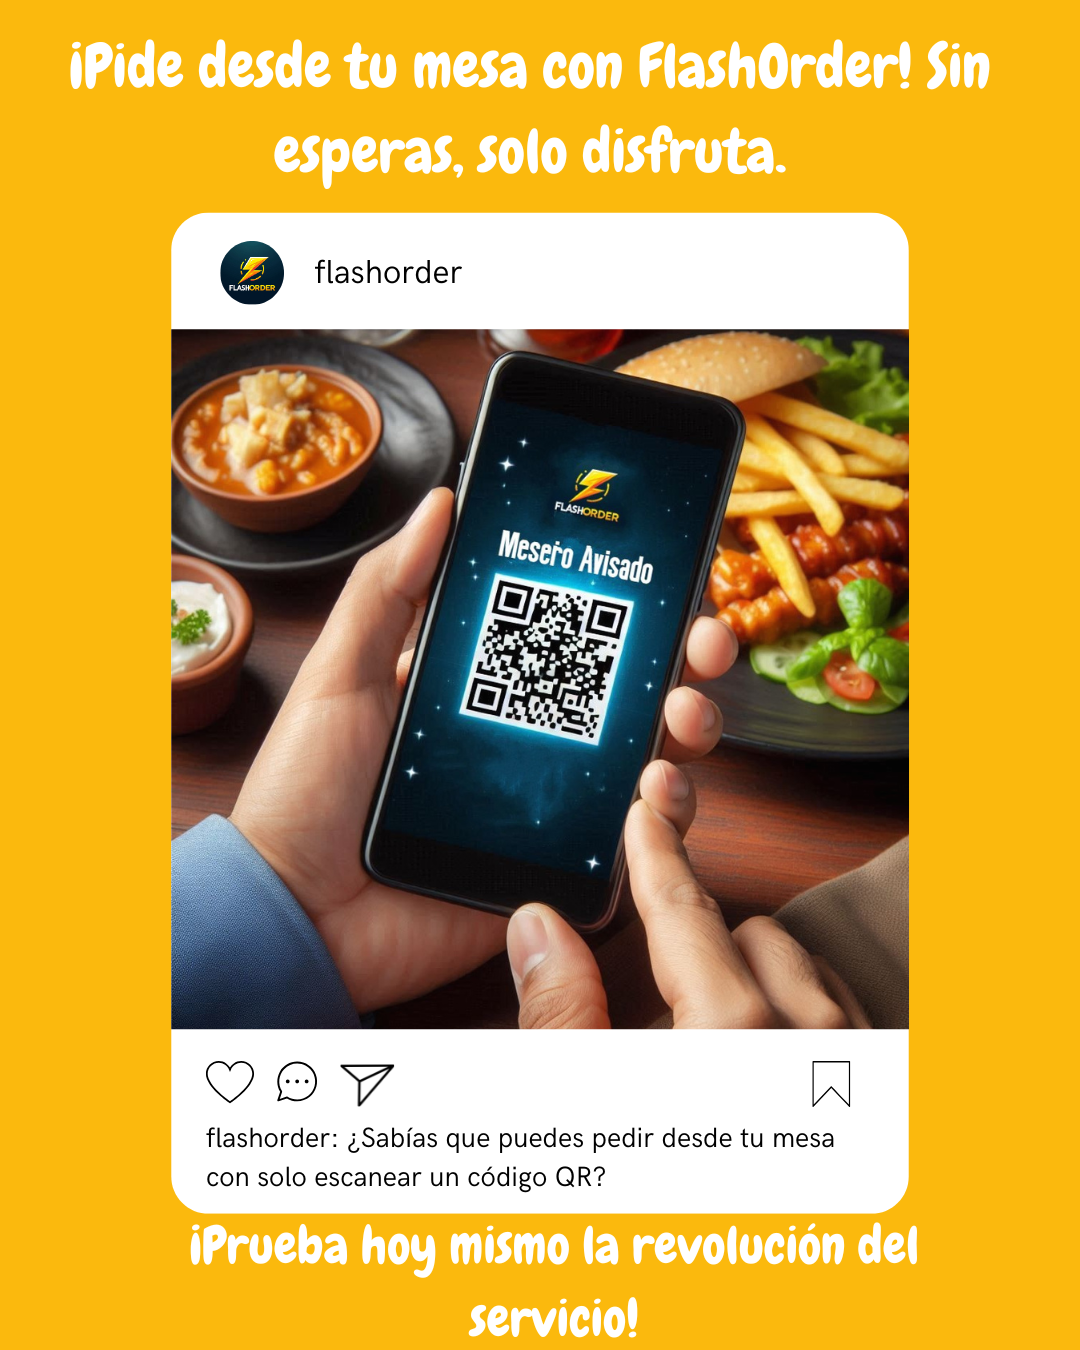 ¡Pide desde tu mesa con FlashOrder! Sin
esperas, solo disfruta.
FLASHORDER
flashorder
FLASHORDER
Mesero Avisado
flashorder: ¿Sabías que puedes pedir desde tu mesa
con solo escanear un código QR?
¡Prueba hoy mismo la revolución del
servicio!